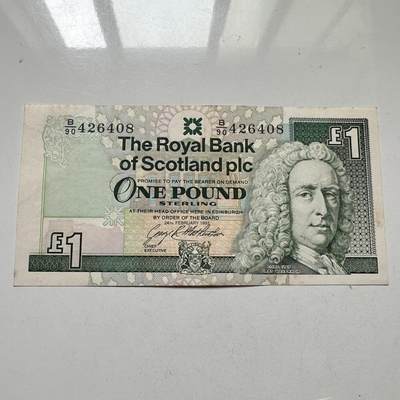 B/90 426408
B/90 426408
£1
The Royal Bank
of Scotland plc
PROMISE TO PAY THE BEARER ON DEMAND
ONE POUND
STERLING
AT THEIR HEAD OFFICE HERE IN EDINBURGH
BY ORDER OF THE BOARD
CHIEF
EXECUTIVE
£1